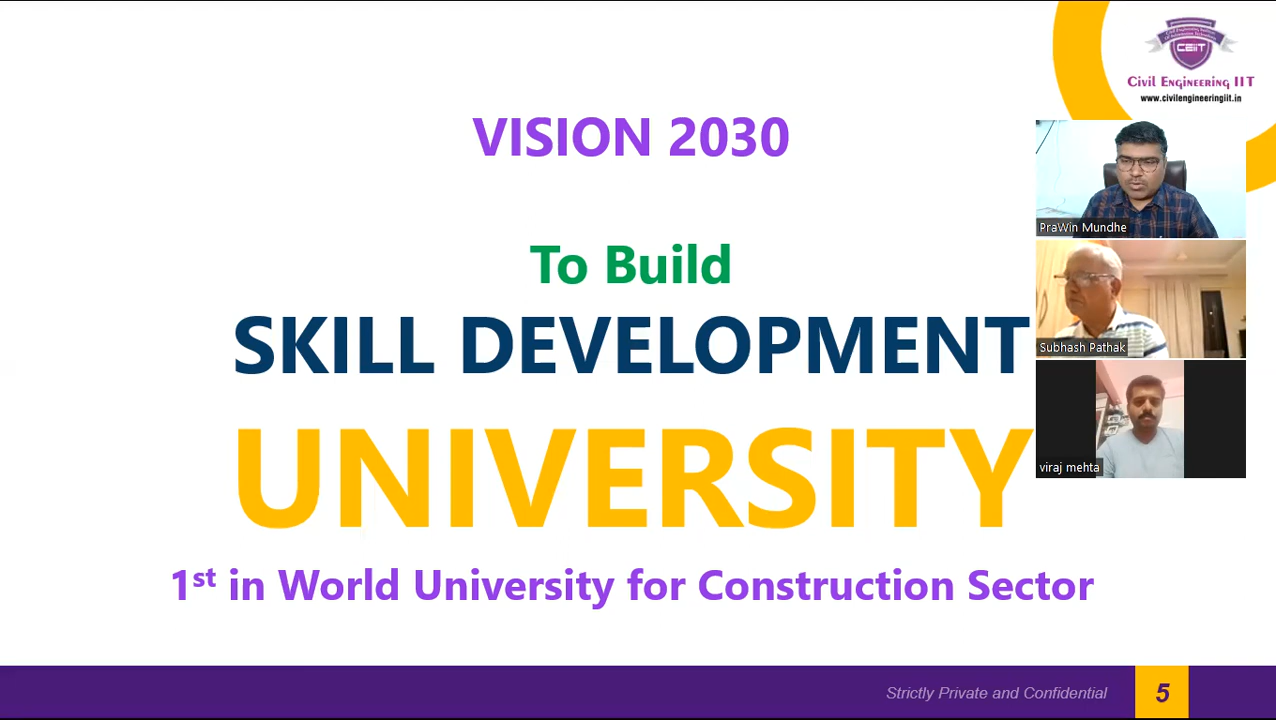 CEIIT
Civil Engineering IIT
www.civilengineeringiit.in
VISION 2030
To Build
SKILL DEVELOPMENT
UNIVERSITY
1st in World University for Construction Sector
PraWin Mundhe
Subhash Pathak
viraj mehta
Strictly Private and Confidential
5